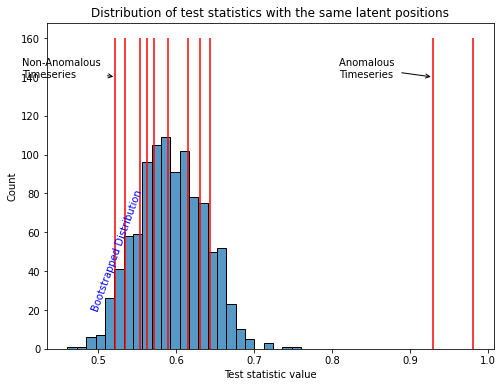 Distribution of test statistics with the same latent positions
160
140
120
100
80
60
40
20
0
Count
Non-Anomalous
Timeseries
Anomalous
Timeseries
Bootstrapped Distribution
0.5 0.6 0.7 0.8 0.9 1.0
Test statistic value